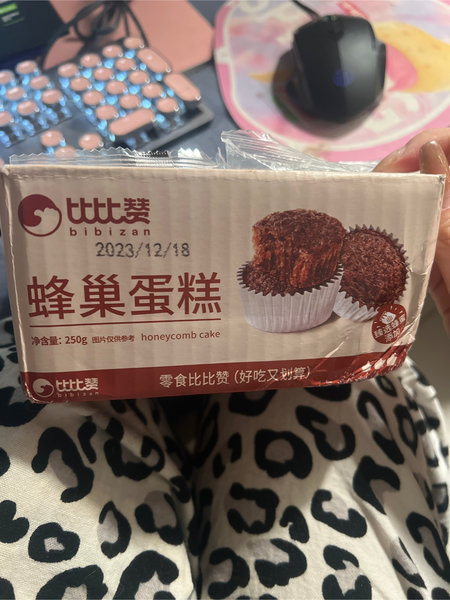 比比赞
bibizan
2023/12/18
蜂巢蛋糕
净含量: 250g 图片仅供参考 honeycomb cake
比比赞
bibizan
零食比比赞 (好吃又划算)